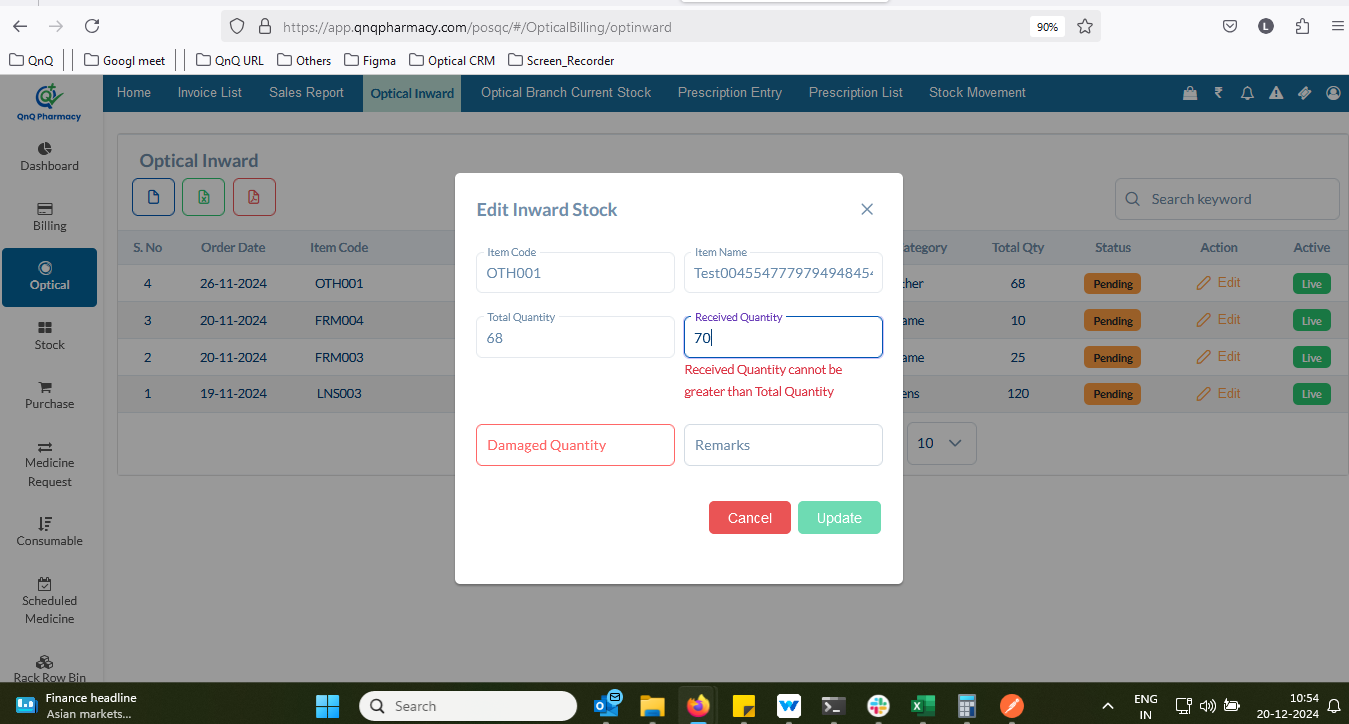 https://app.qnqpharmacy.com/posqc/#/OpticalBilling/optinward
90%
L
QnQ
Googl meet
QnQ URL
Others
Figma
Optical CRM
Screen_Recorder
QnQ Pharmacy
Home
Invoice List
Sales Report
Optical Inward
Optical Branch Current Stock
Prescription Entry
Prescription List
Stock Movement
Dashboard
Billing
Optical
Stock
Purchase
Medicine
Request
Consumable
Scheduled
Medicine
Rack Row Bin
Optical Inward
Search keyword
S. No Order Date Item Code ategory Total Qty Status Action Active
4 26-11-2024 OTH001 her 68 Pending Edit Live
3 20-11-2024 FRM004 ame 10 Pending Edit Live
2 20-11-2024 FRM003 ame 25 Pending Edit Live
1 19-11-2024 LNS003 ens 120 Pending Edit Live
10
Edit Inward Stock
Item Code
OTH001
Item Name
Test0045547779794948454
Total Quantity
68
Received Quantity
70
Received Quantity cannot be
greater than Total Quantity
Damaged Quantity
Remarks
Cancel
Update
Finance headline
Asian markets...
Search
ENG
IN
10:54
20-12-2024